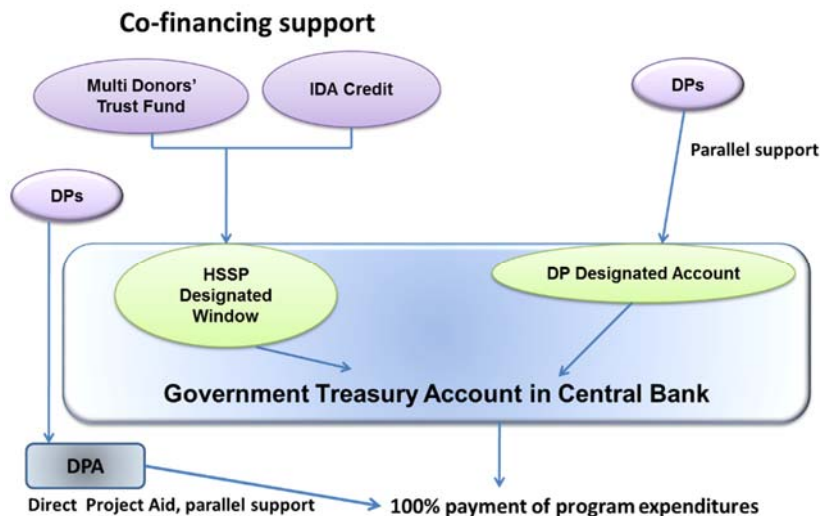 Co-financing support
Multi Donors'
Trust Fund
IDA Credit
DPs
Parallel support
DPs
HSSP
Designated
Window
DP Designated Account
Government Treasury Account in Central Bank
DPA
Direct Project Aid, parallel support
100% payment of program expenditures